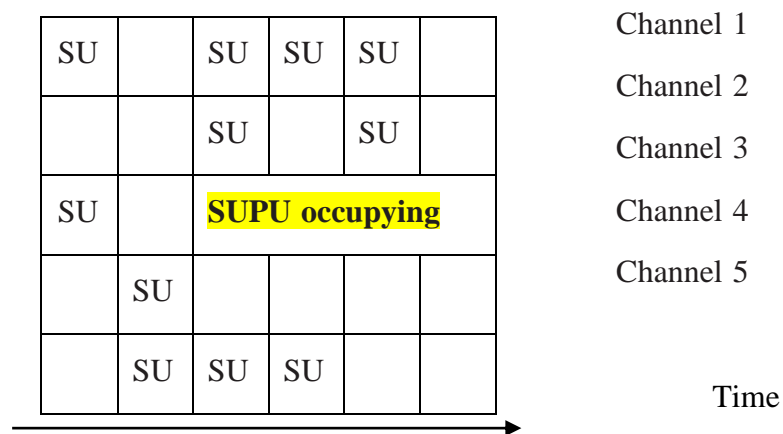 SU SU SU SU
SU SU
SU SUPU occupying
SU
SU SU SU
Channel 1
Channel 2
Channel 3
Channel 4
Channel 5
Time